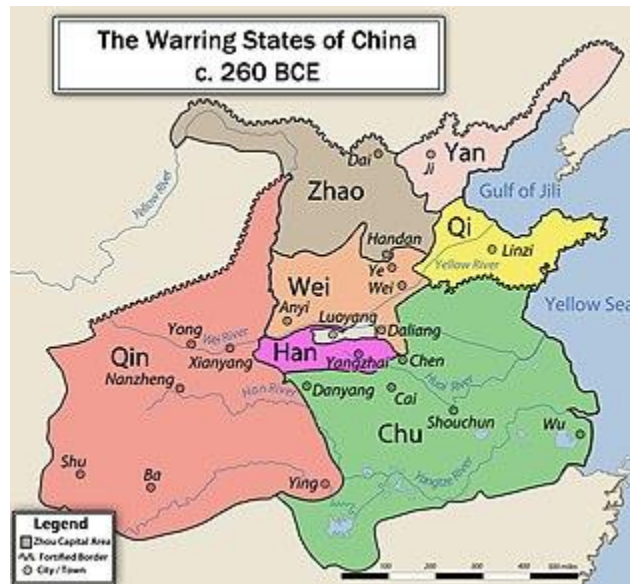 The Warring States of China
c. 260 BCE
Dai
Yan
Ji
Zhao
Gulf of Jili
Yellow River
Qi
Linzi
Handan
Ye
Yellow River
Wei
Wei
Yellow Sea
Anyi
Luoyang
Daliang
Yong
Wei River
Qin
Xianyang
Han
Yangzhai
Chen
Nanzheng
Han River
Danyang
Huai River
Cai
Shouchun
Wu
Chu
Shu
Ba
Ying
Yangtze River
Legend
Zhou Capital Area
Fortified Border
City / Town
100
200
300